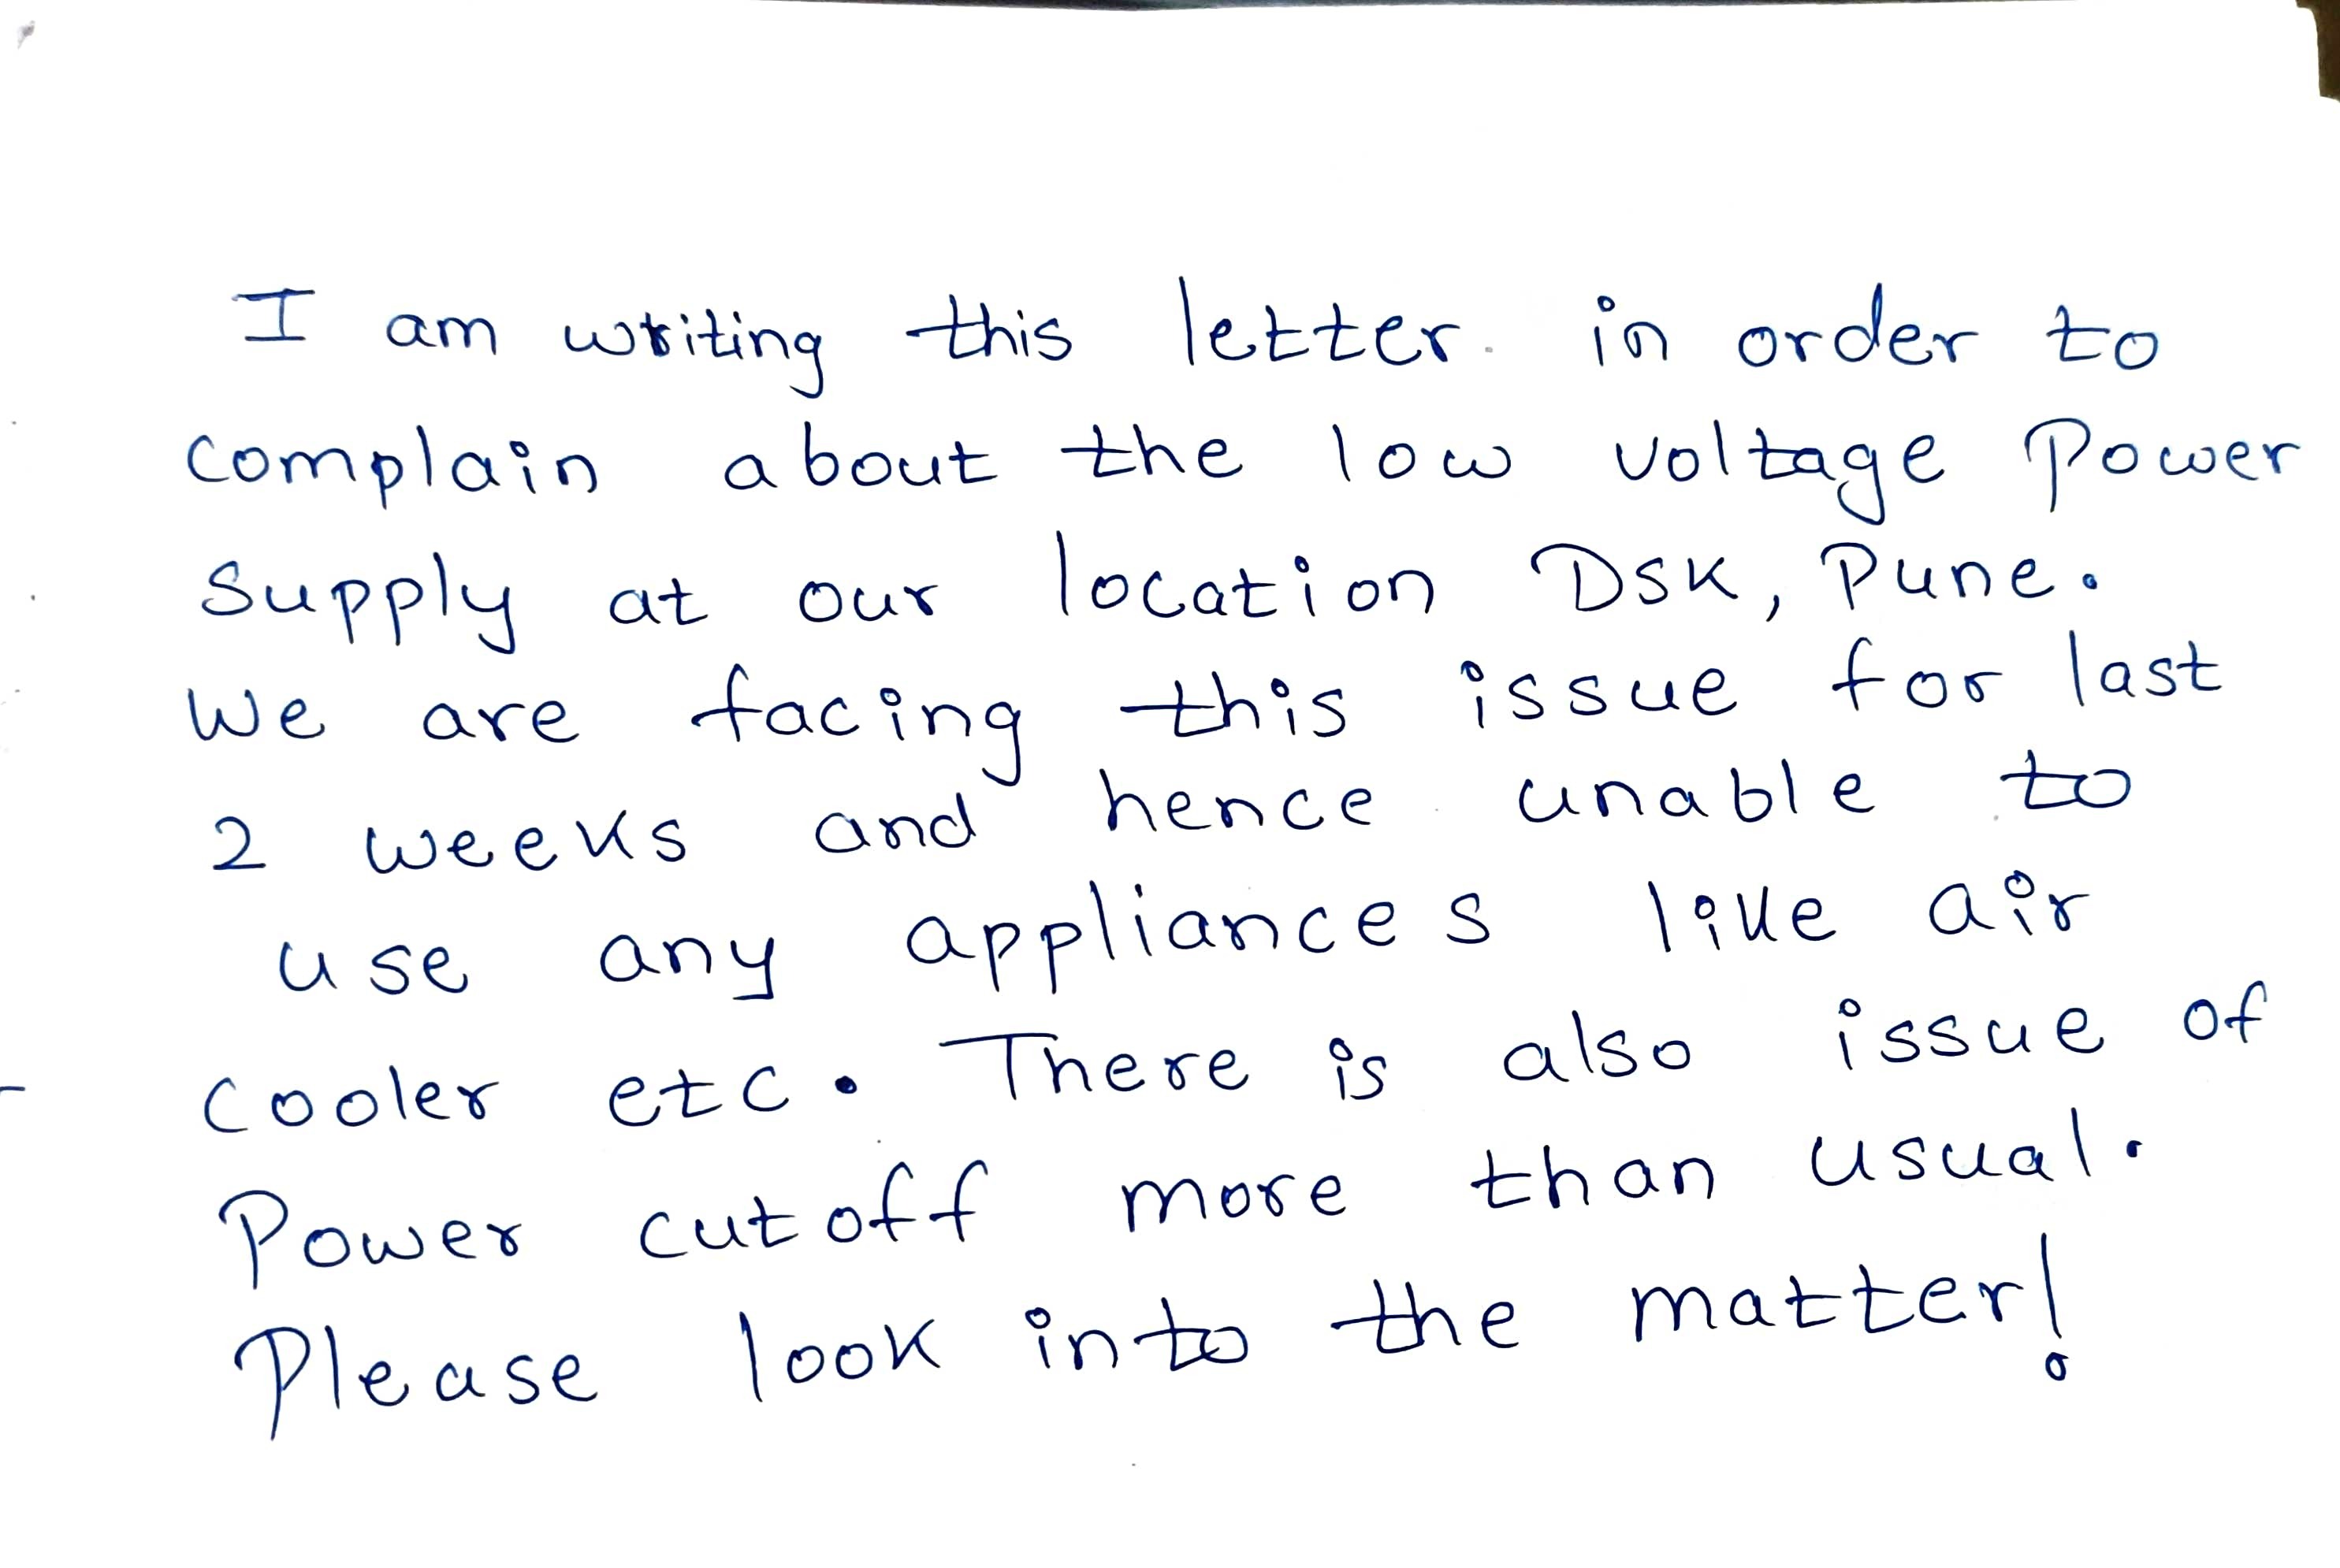 I am writing this letter in order to
complain about the low voltage Power
Supply at our location DSK, Pune.
We are facing this issue for last
2 weeks and hence unable to
use any appliances like air
cooler etc. There is also issue of
Power cutoff more than usual.
Please look into the matter!